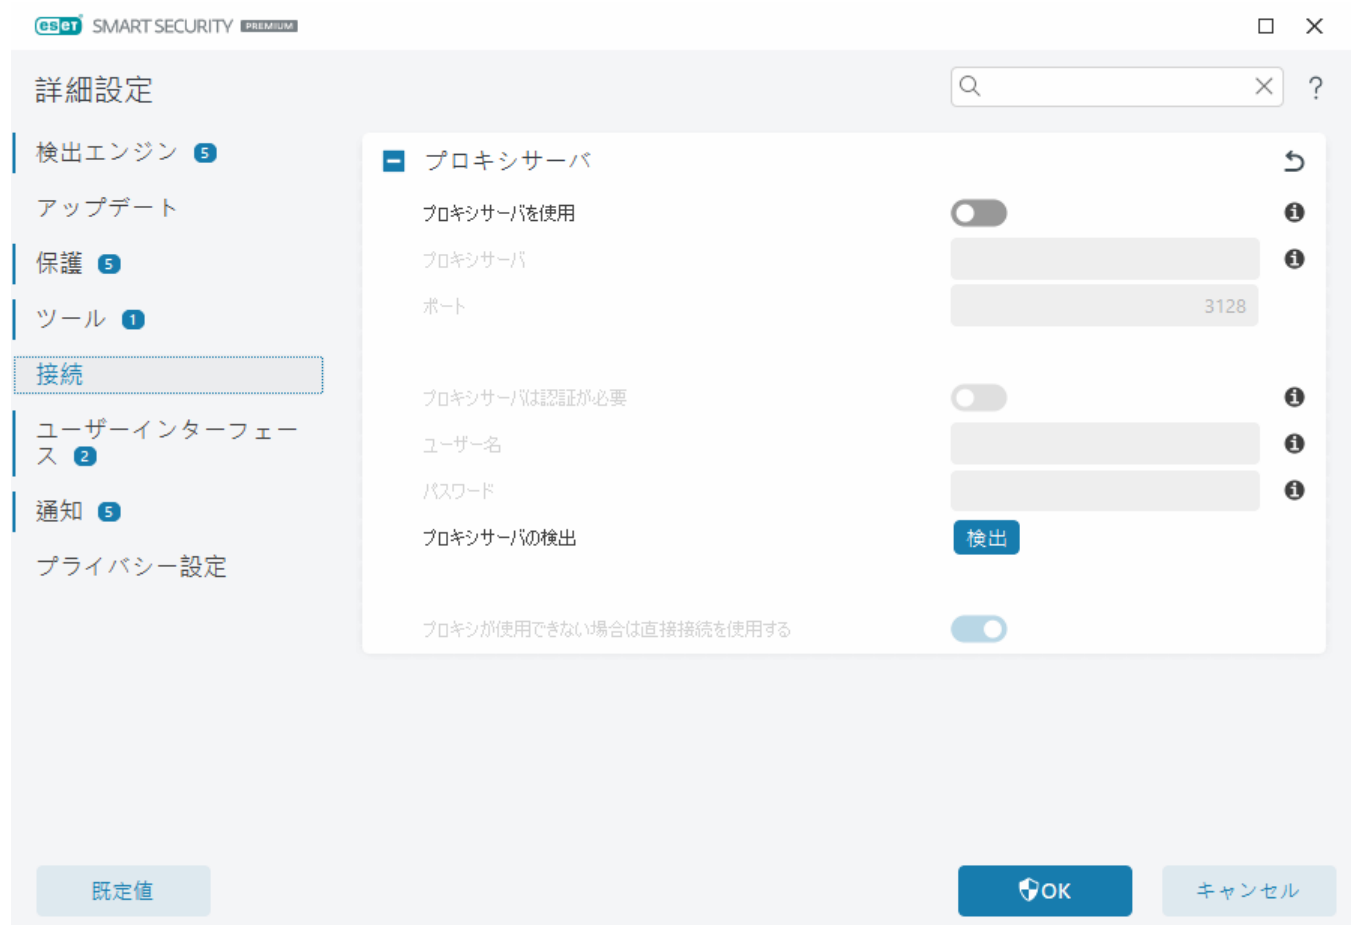 eset SMART SECURITY PREMIUM
詳細設定
?
検出エンジン 5
アップデート
保護 5
ツール 1
接続
ユーザーインターフェー
ス 2
通知 5
プライバシー設定
プロキシサーバ
プロキシサーバを使用
プロキシサーバ
ポート 3128
プロキシサーバは認証が必要
ユーザー名
パスワード
プロキシサーバの検出 検出
プロキシが使用できない場合は直接接続を使用する
既定値
OK
キャンセル